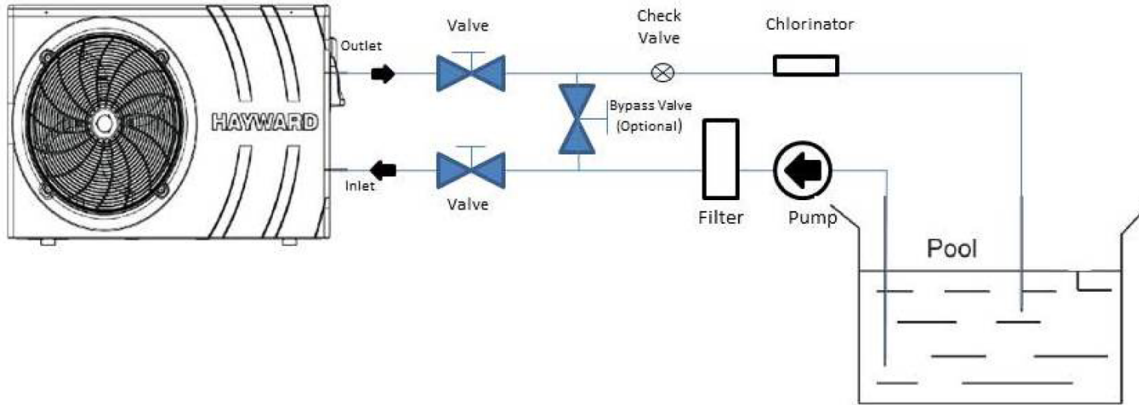 Valve
Check
Valve
Chlorinator
Outlet
HAYWARD
Bypass Valve
(Optional)
Inlet
Valve
Filter
Pump
Pool